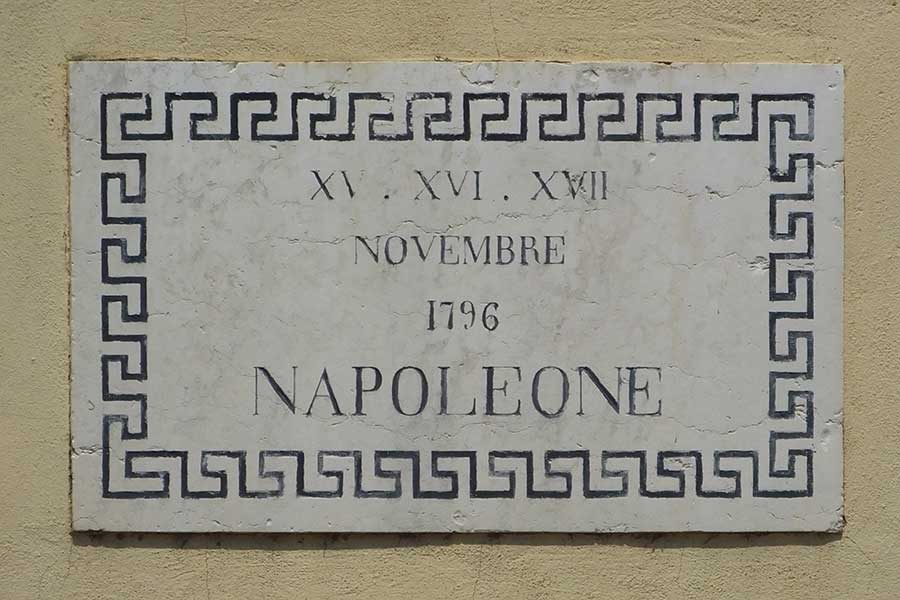 XV . XVI . XVII
NOVEMBRE
1796
NAPOLEONE